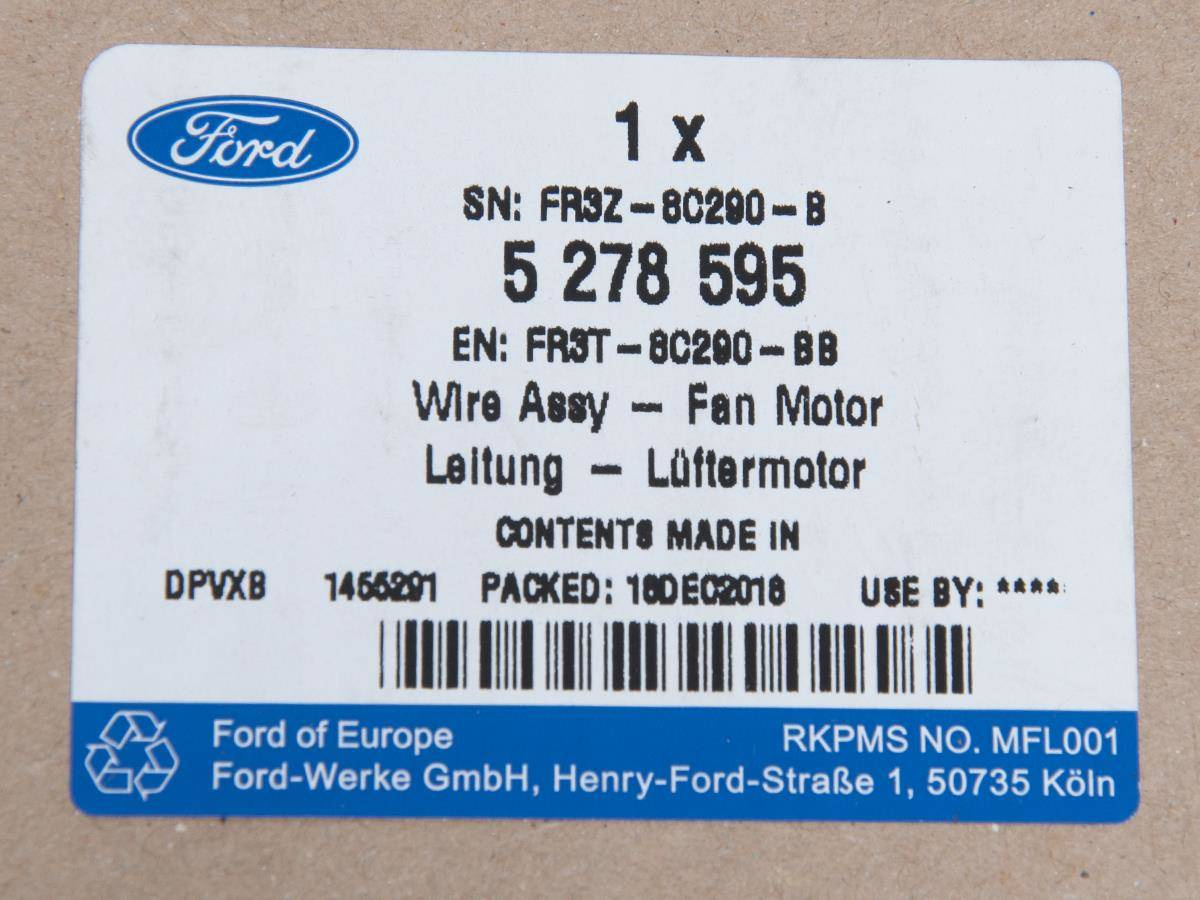 Ford
1 x
SN: FR3Z-8C290-B
5 278 595
EN: FR3T-8C290-BB
Wire Assy - Fan Motor
Leitung - Lüftermotor
CONTENTS MADE IN
DPVXB 1455291 PACKED: 18DEC2018 USE BY: ****
Ford of Europe RKPMS NO. MFL001
Ford-Werke GmbH, Henry-Ford-Straße 1, 50735 Köln